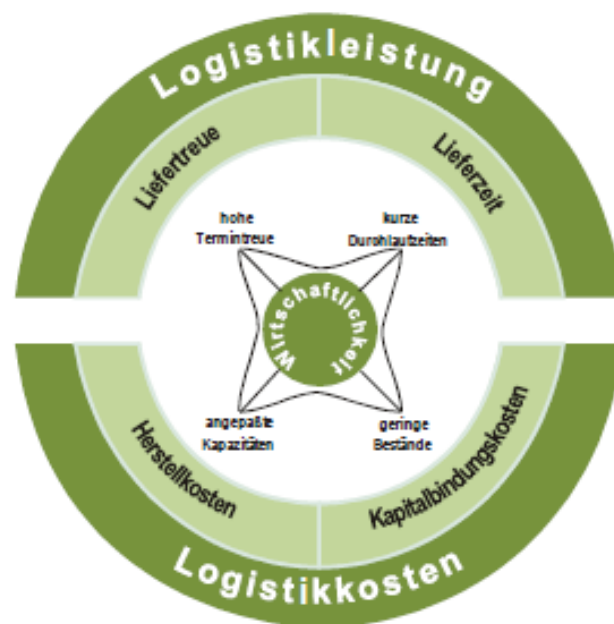 Logistikleistung
Liefertreue
Lieferzeit
hohe
Termintreue
kurze
Durchlaufzeiten
Wirtschaftlichkeit
angepaßte
Kapazitäten
geringe
Bestände
Herstellkosten
Kapitalbindungskosten
Logistikkosten